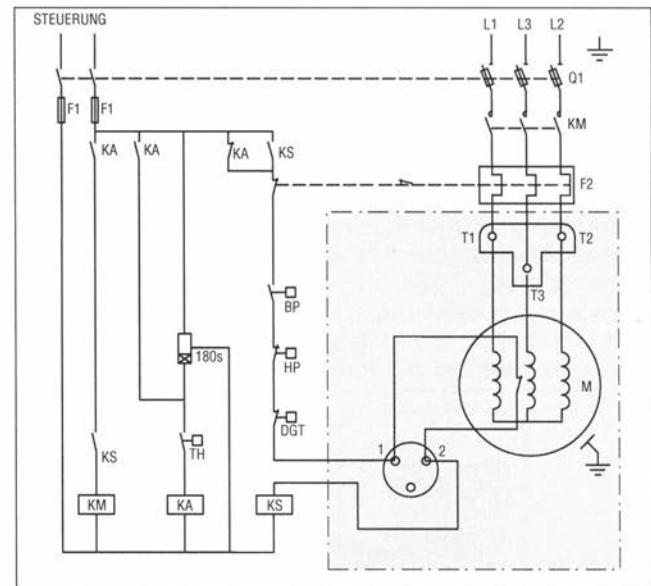 STEUERUNG
L1 L3 L2
Q1
F1 F1
KM
KA KA KA KS
F2
T1 T2
T3
BP
180s
HP
M
DGT
TH
1 2
KS
KM KA KS